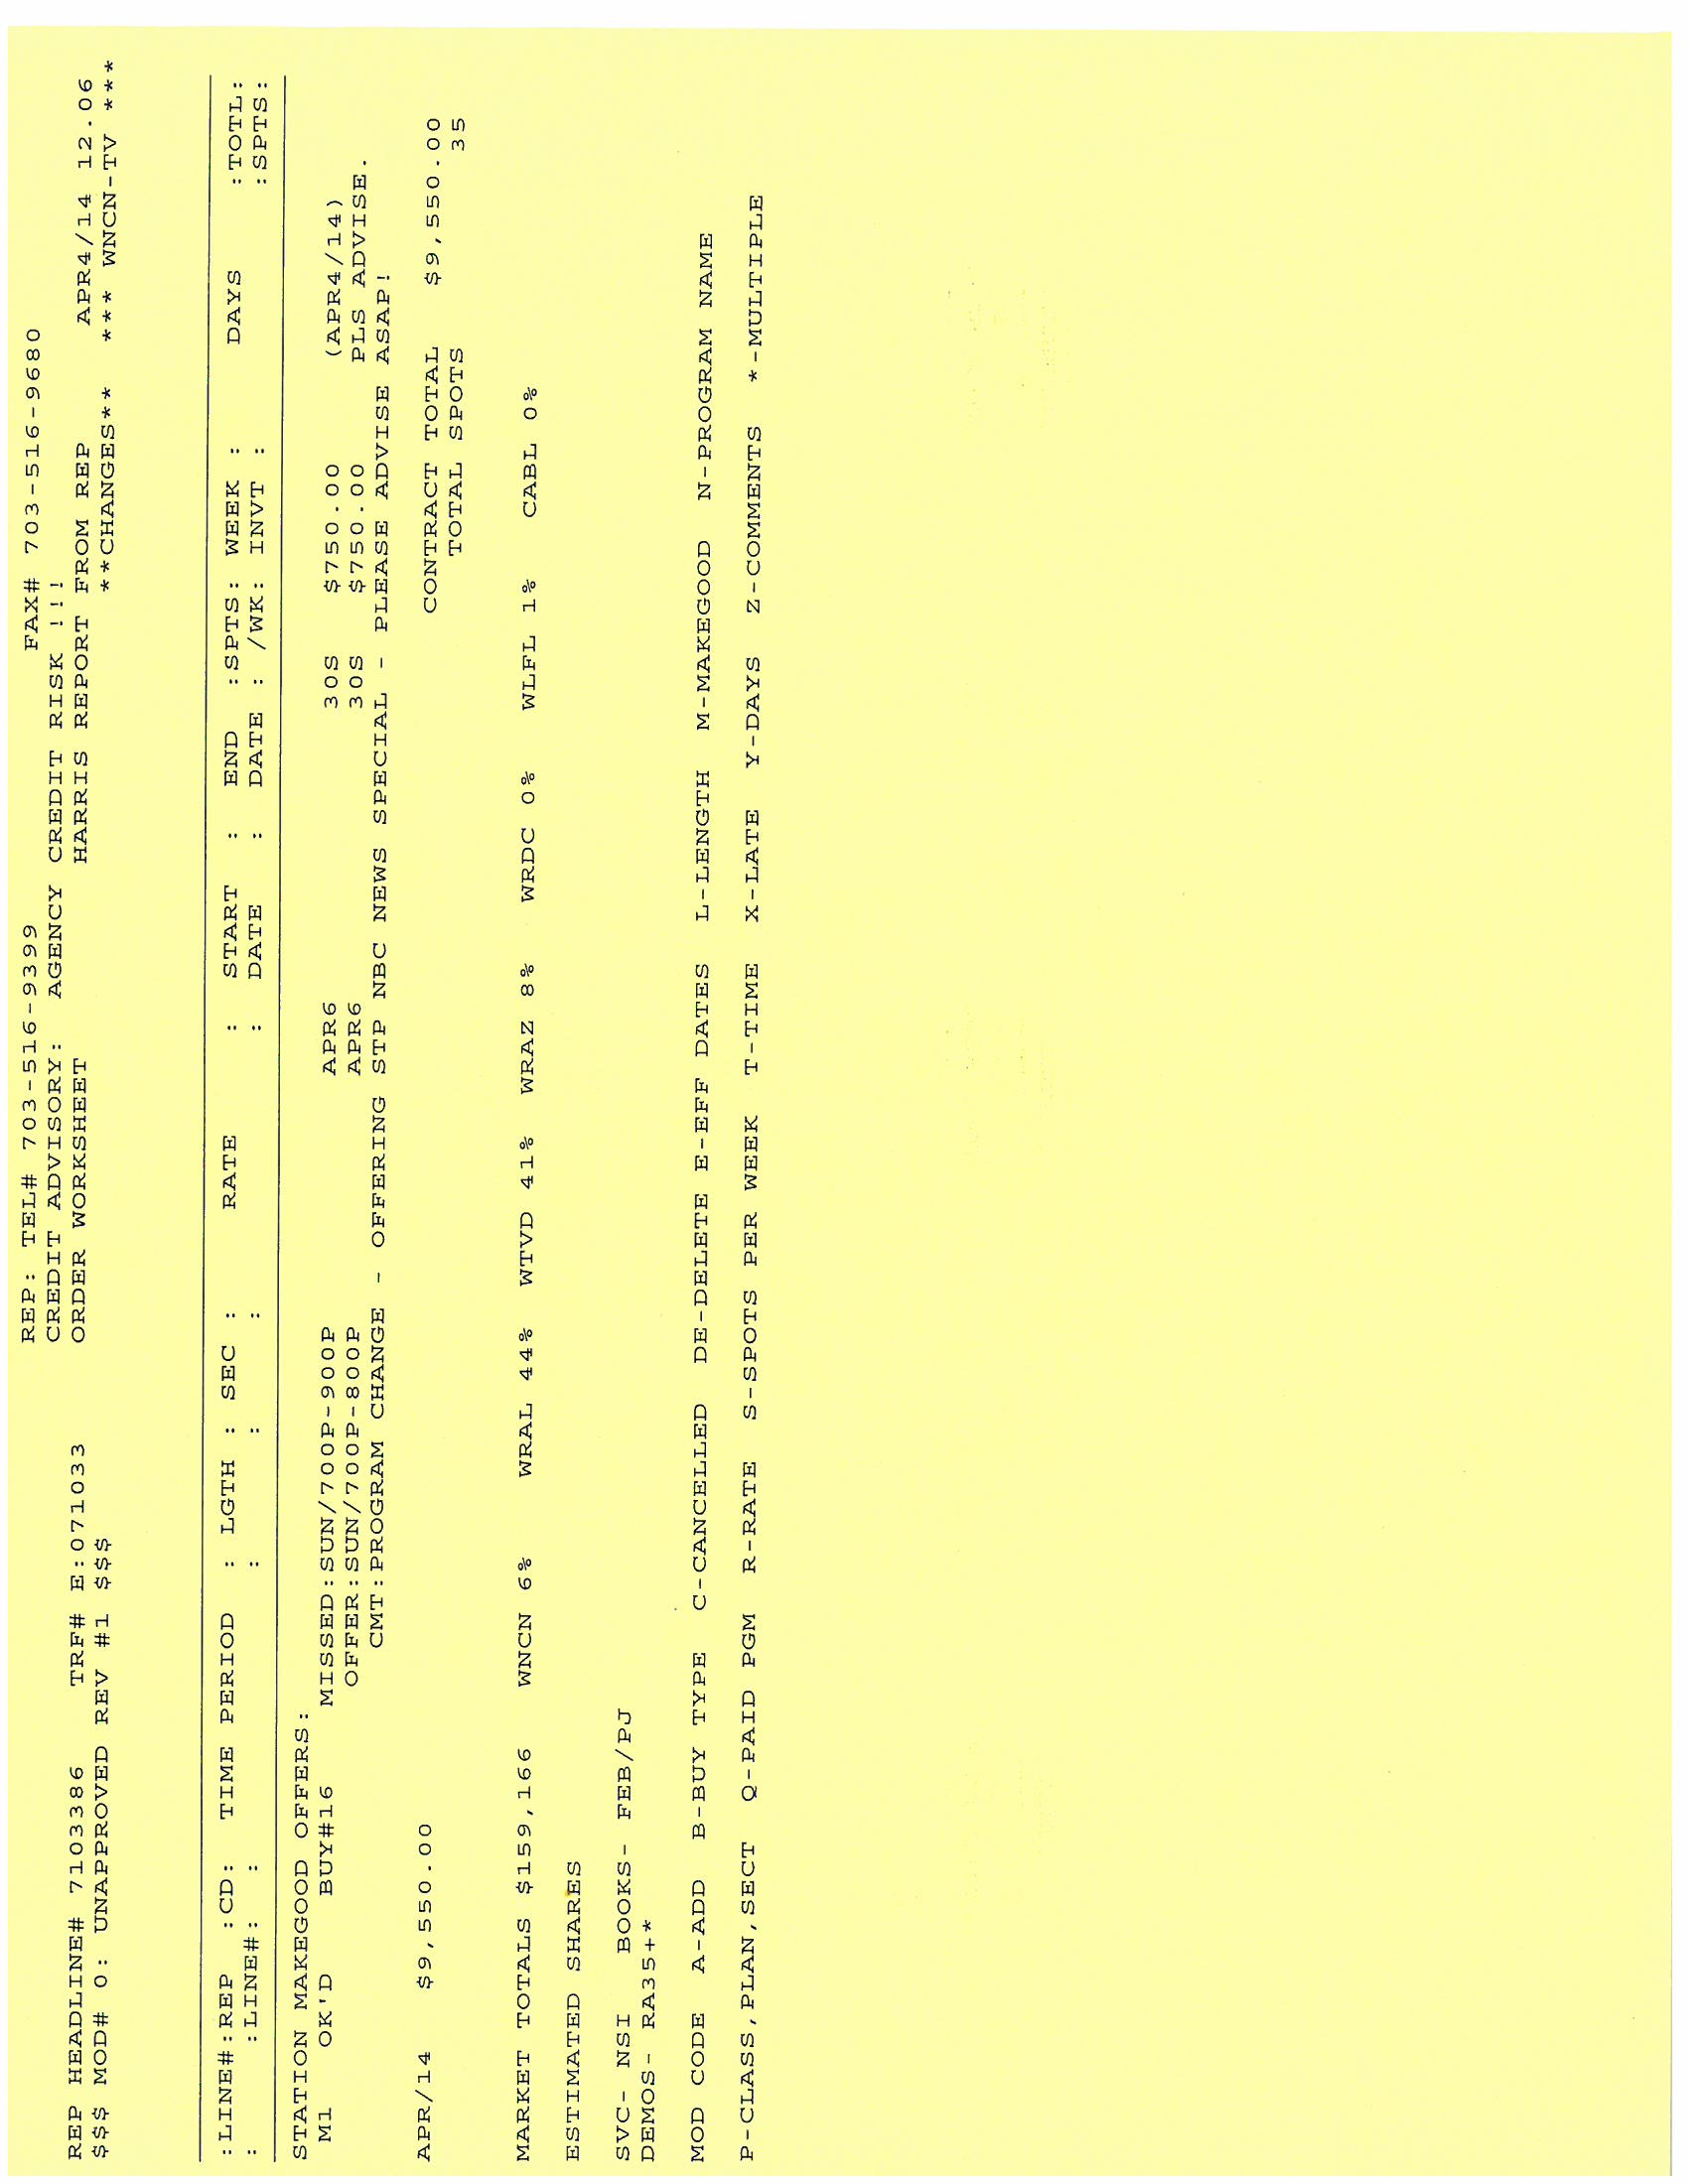 REP: TEL# 703-516-9399 FAX# 703-516-9680
CREDIT ADVISORY: AGENCY CREDIT RISK !!!
REP HEADLINE# 7103386 TRF# E:071033 ORDER WORKSHEET HARRIS REPORT FROM REP APR4/14 12.06
$$$ MOD# 0: UNAPPROVED REV #1 $$$ **CHANGES** *** WNCN-TV ***
:LINE#:REP :CD: TIME PERIOD : LGTH : SEC : RATE : START : END :SPTS: WEEK : DAYS :TOTL:
: :LINE#: : : : : DATE : DATE : /WK: INVT : :SPTS:
STATION MAKEGOOD OFFERS:
M1 OK'D BUY#16 MISSED:SUN/700P-900P APR6 30S $750.00 (APR4/14)
OFFER:SUN/700P-800P APR6 30S $750.00 PLS ADVISE.
CMT:PROGRAM CHANGE - OFFERING STP NBC NEWS SPECIAL - PLEASE ADVISE ASAP!
APR/14 $9,550.00 CONTRACT TOTAL $9,550.00
TOTAL SPOTS 35
MARKET TOTALS $159,166 WNCN 6% WRAL 44% WTVD 41% WRAZ 8% WRDC 0% WLFL 1% CABL 0%
ESTIMATED SHARES
SVC- NSI BOOKS- FEB/PJ
DEMOS- RA35+*
MOD CODE A-ADD B-BUY TYPE C-CANCELLED DE-DELETE E-EFF DATES L-LENGTH M-MAKEGOOD N-PROGRAM NAME
P-CLASS,PLAN,SECT Q-PAID PGM R-RATE S-SPOTS PER WEEK T-TIME X-LATE Y-DAYS Z-COMMENTS *-MULTIPLE